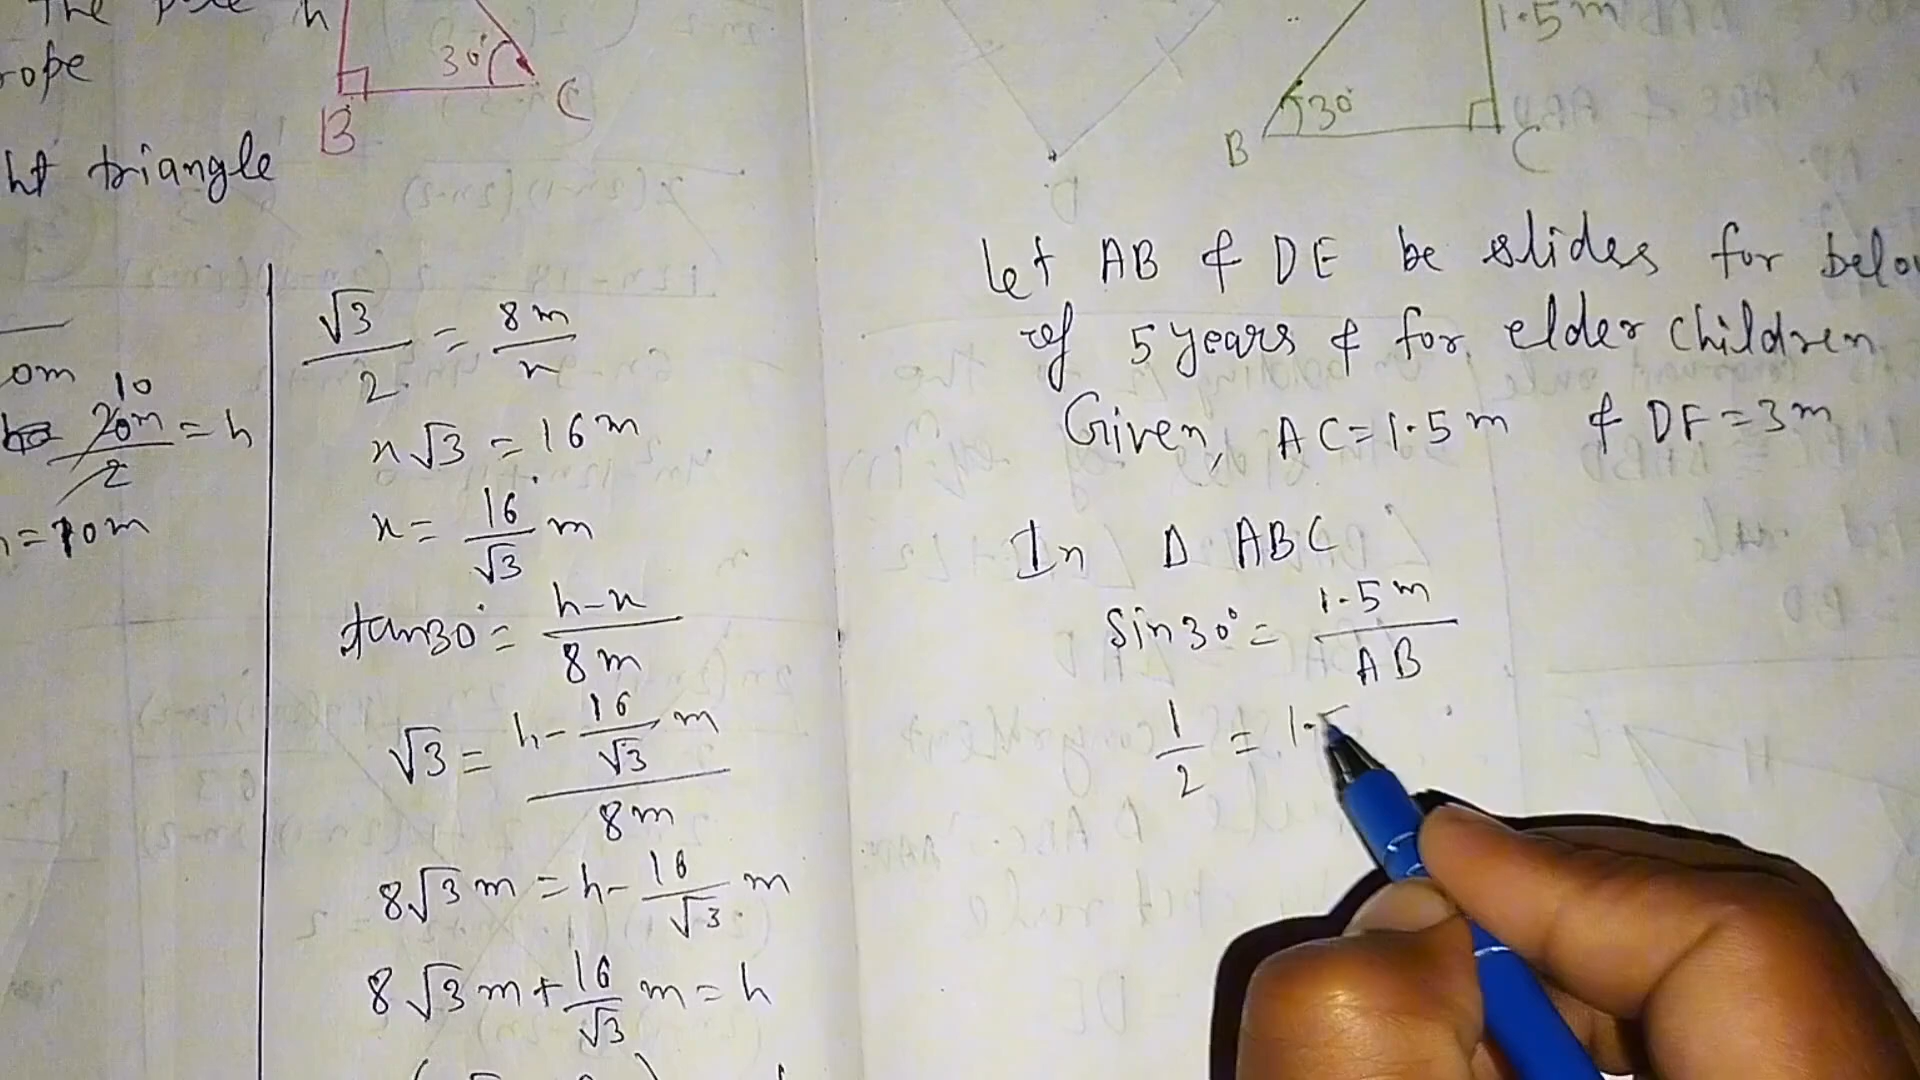 the pole h
rope
30°
B
C
triangle
om
10
20m/2 = h
= 10m
√3/2 = 8m/x
x√3 = 16m
x = 16/√3 m
tan30° = h-x/8m
√3 = h - 16/√3 m / 8m
8√3 m = h - 16/√3 m
8√3 m + 16/√3 m = h
1.5m
30°
B
C
Let AB & DE be slides for
of 5 years & for elder children
Given, AC = 1.5m & DF = 3m
In Δ ABC
Sin30° = 1.5m/AB
1/2 = 1.5